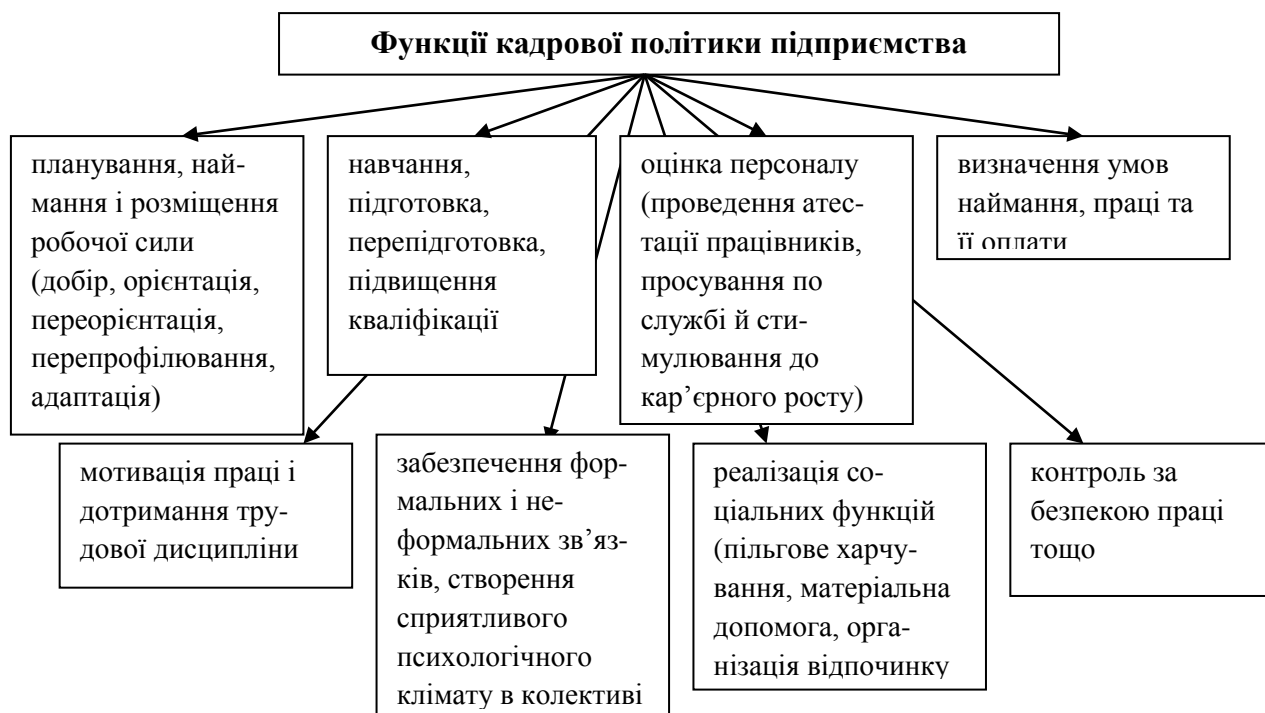 Функції кадрової політики підприємства
планування, най-
мання і розміщення
робочої сили
(добір, орієнтація,
переорієнтація,
перепрофілювання,
адаптація)
навчання,
підготовка,
перепідготовка,
підвищення
кваліфікації
оцінка персоналу
(проведення атес-
тації працівників,
просування по
службі й сти-
мулювання до
кар’єрного росту)
визначення умов
наймання, праці та
її оплати
мотивація праці і
дотримання тру-
дової дисципліни
забезпечення фор-
мальних і не-
формальних зв’яз-
ків, створення
сприятливого
психологічного
клімату в колективі
реалізація со-
ціальних функцій
(пільгове харчу-
вання, матеріальна
допомога, орга-
нізація відпочинку
контроль за
безпекою праці
тощо